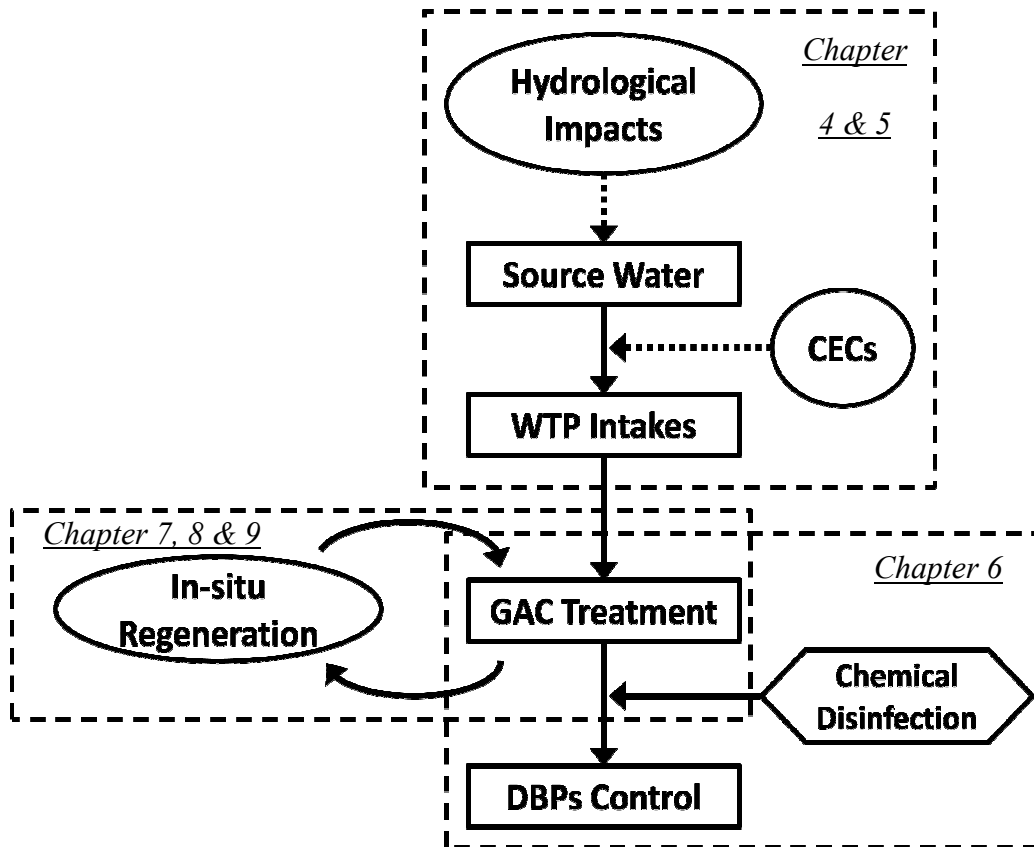 Hydrological
Impacts
Chapter
4 & 5
Source Water
CECs
WTP Intakes
Chapter 7, 8 & 9
In-situ
Regeneration
GAC Treatment
Chapter 6
Chemical
Disinfection
DBPs Control